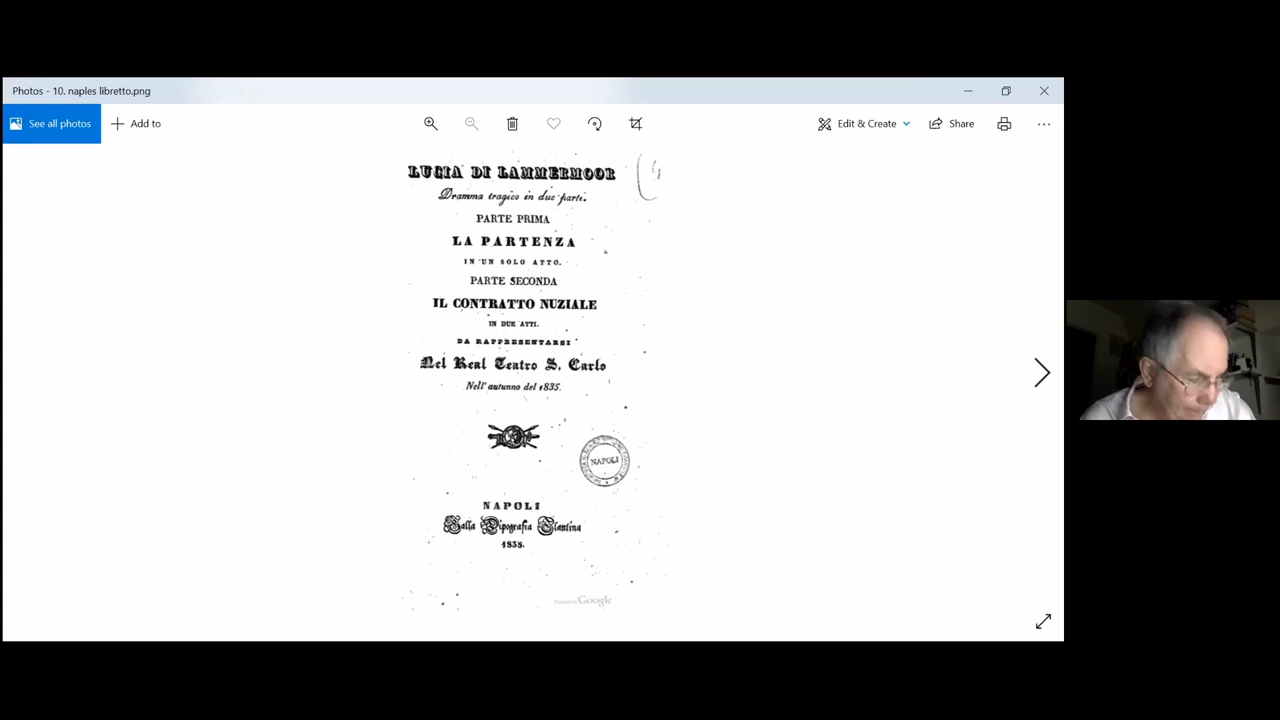 Photos - 10. naples libretto.png
See all photos
Add to
Edit & Create
Share
LUCIA DI LAMMERMOOR
Dramma tragico in due parti.
PARTE PRIMA
LA PARTENZA
IN UN SOLO ATTO.
PARTE SECONDA
IL CONTRATTO NUZIALE
IN DUE ATTI.
DA RAPPRESENTARSI
Nel Real Teatro S. Carlo
Nell' autunno del 1835.
NAPOLI
NAPOLI
Dalla Tipografia Flautina
1835.
Google